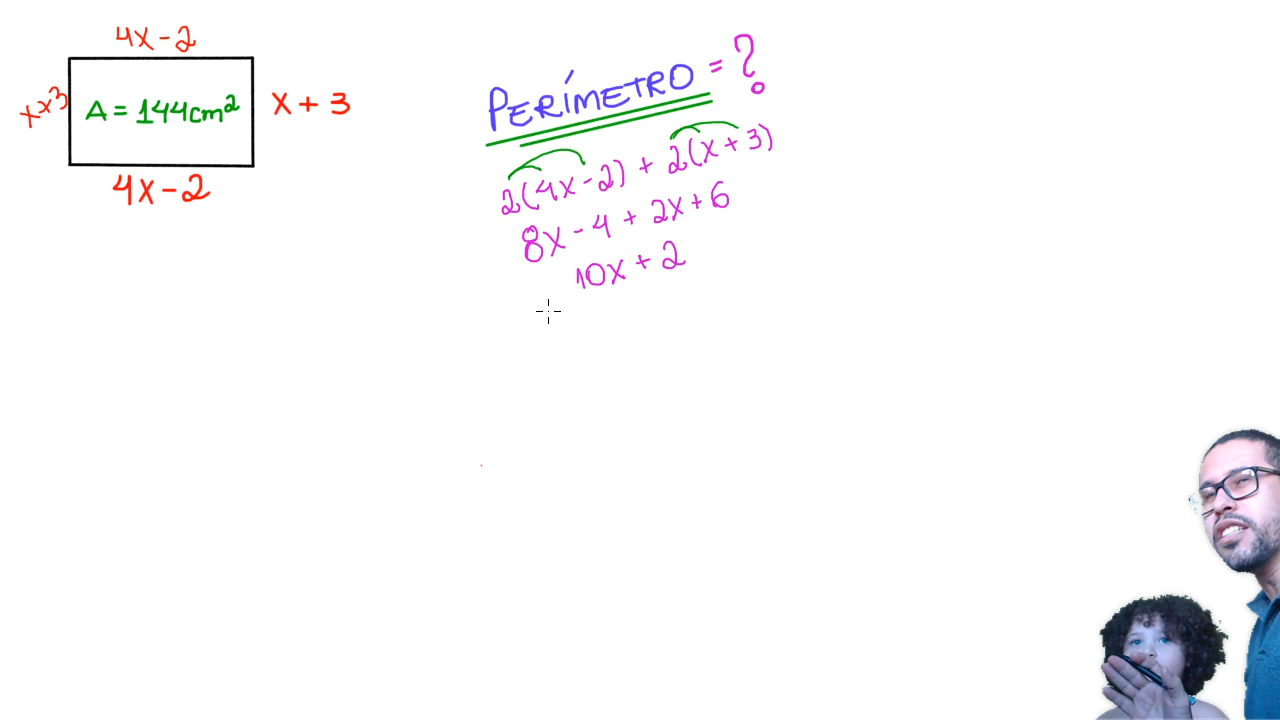 4x - 2
x + 3
A = 144cm²
x + 3
4x - 2
PERÍMETRO = ?
2(4x - 2) + 2(x + 3)
8x - 4 + 2x + 6
10x + 2